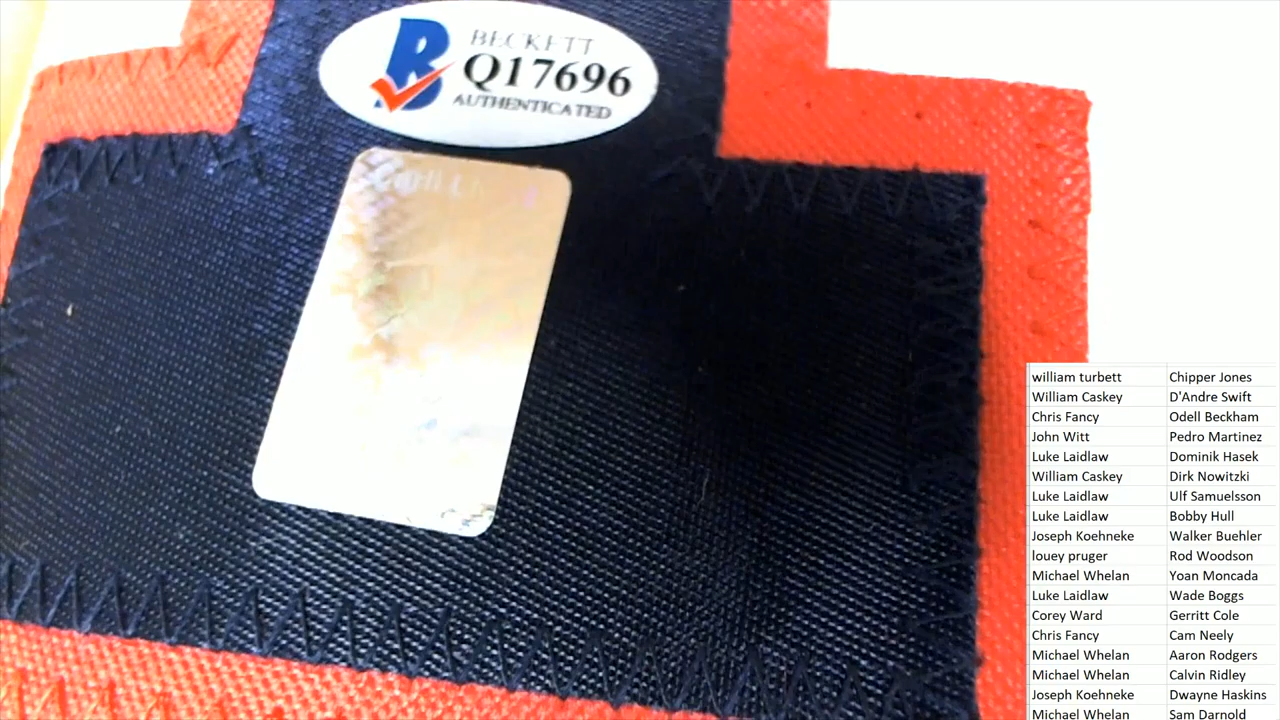 BECKETT
Q17696
AUTHENTICATED
william turbett Chipper Jones
William Caskey D'Andre Swift
Chris Fancy Odell Beckham
John Witt Pedro Martinez
Luke Laidlaw Dominik Hasek
William Caskey Dirk Nowitzki
Luke Laidlaw Ulf Samuelsson
Luke Laidlaw Bobby Hull
Joseph Koehneke Walker Buehler
louey pruger Rod Woodson
Michael Whelan Yoan Moncada
Luke Laidlaw Wade Boggs
Corey Ward Gerritt Cole
Chris Fancy Cam Neely
Michael Whelan Aaron Rodgers
Michael Whelan Calvin Ridley
Joseph Koehneke Dwayne Haskins
Michael Whelan Sam Darnold